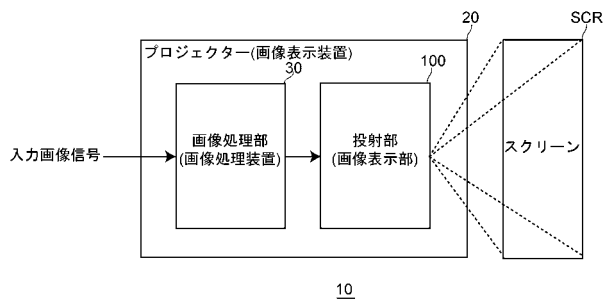 20
SCR
プロジェクター(画像表示装置)
30
100
画像処理部
(画像処理装置)
投射部
(画像表示部)
入力画像信号
スクリーン
10